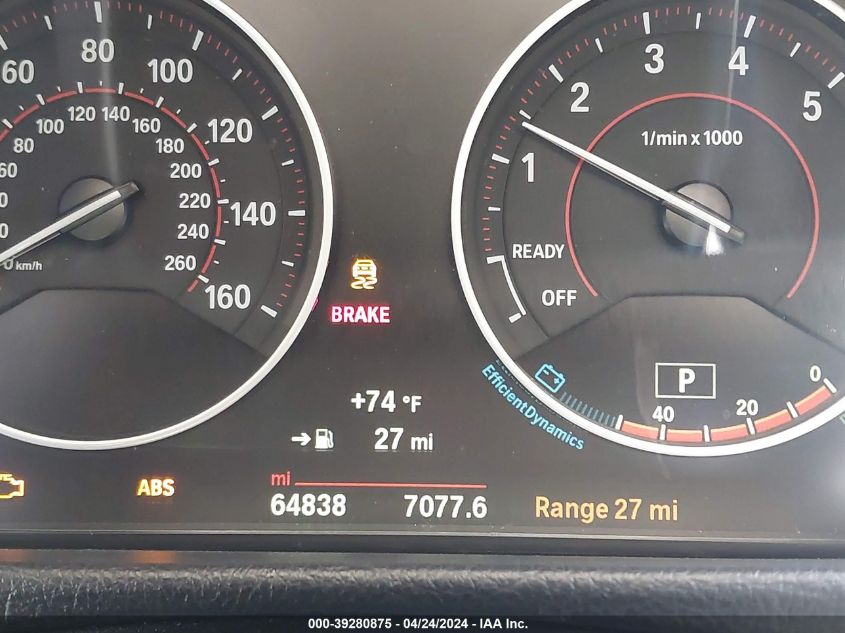 60 80 100 120 140 160
60 80 100 120 140 160 180 200 220 240 260
km/h
1 2 3 4 5
1/min x 1000
READY
OFF
BRAKE
P
40 20 0
EfficientDynamics
+74 °F
27 mi
ABS
mi
64838 7077.6
Range 27 mi
000-39280875 - 04/24/2024 - IAA Inc.